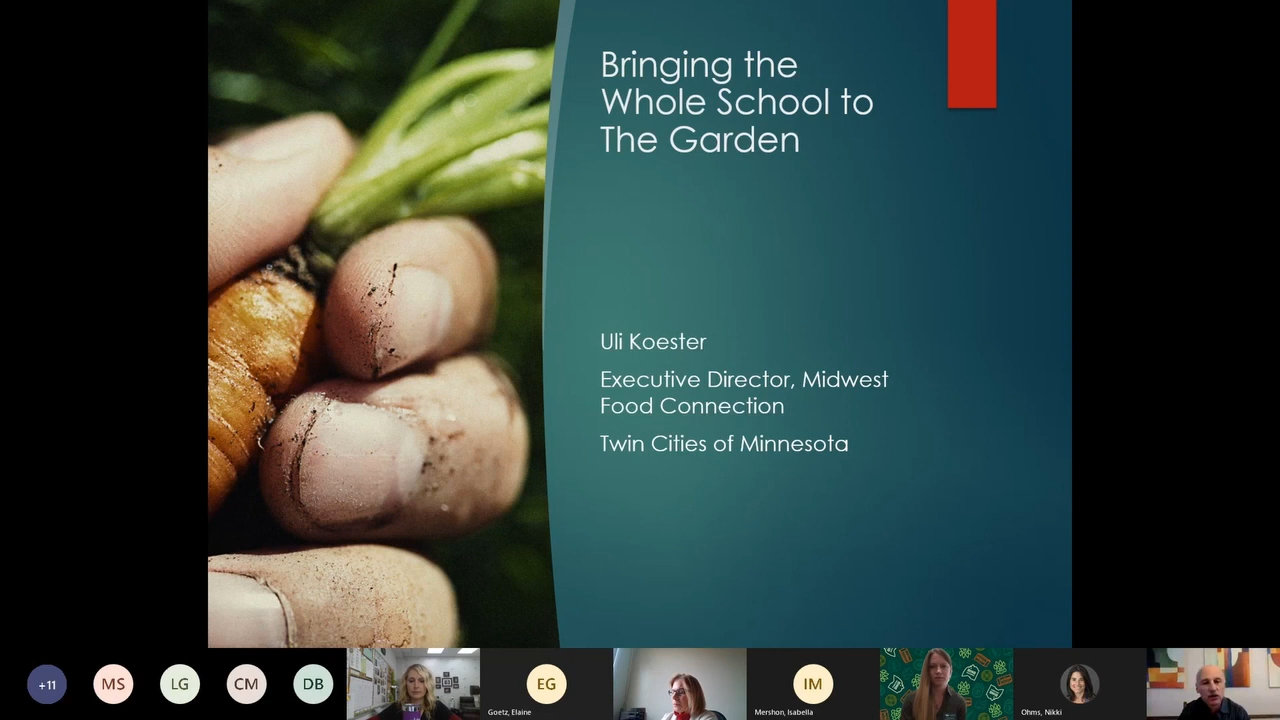 Bringing the
Whole School to
The Garden
Uli Koester
Executive Director, Midwest
Food Connection
Twin Cities of Minnesota
+11
MS
LG
CM
DB
EG
Goetz, Elaine
IM
Mershon, Isabella
Ohms, Nikki